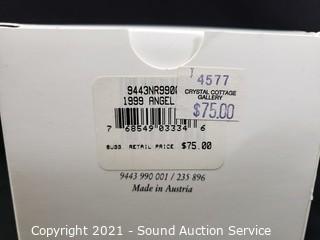 9443NR990
1999 ANGEL
4577
CRYSTAL COTTAGE
GALLERY
$75.00
7 68549 03334 6
SUGG. RETAIL PRICE $75.00
9443 990 001 / 235 896
Made in Austria
Copyright 2021 - Sound Auction Service